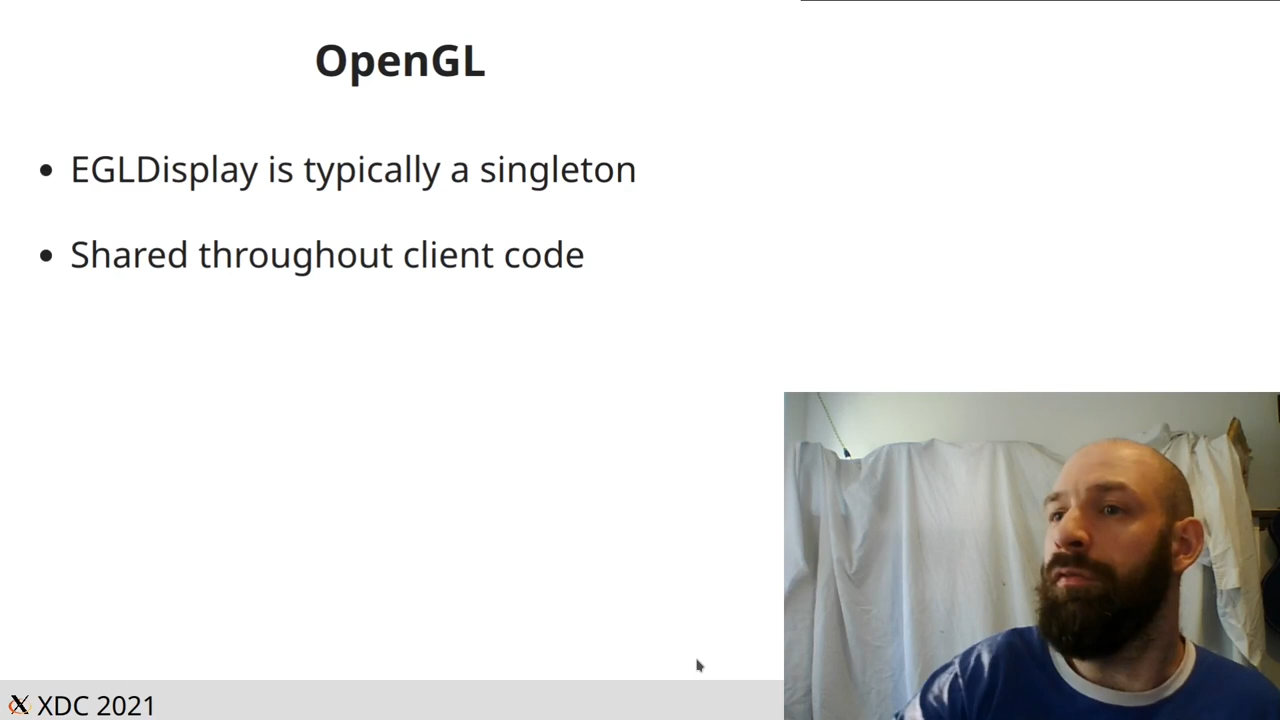 OpenGL
• EGLDisplay is typically a singleton
• Shared throughout client code
XDC 2021